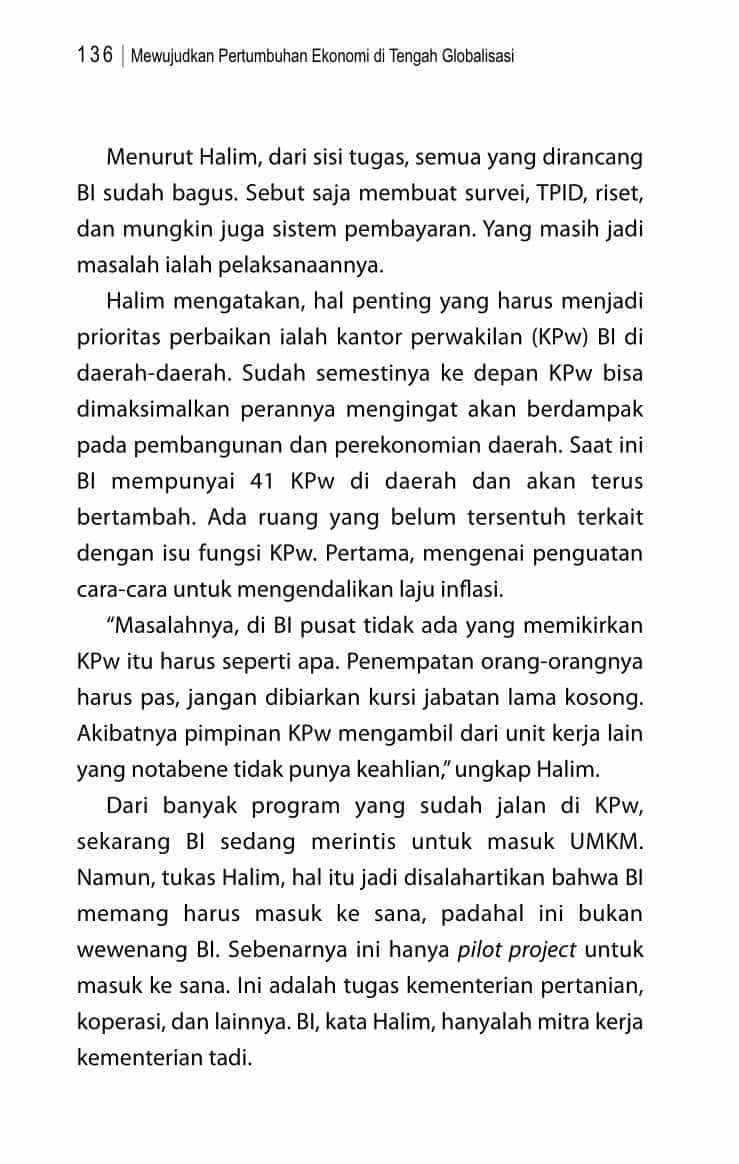 136 | Mewujudkan Pertumbuhan Ekonomi di Tengah Globalisasi
Menurut Halim, dari sisi tugas, semua yang dirancang
BI sudah bagus. Sebut saja membuat survei, TPID, riset,
dan mungkin juga sistem pembayaran. Yang masih jadi
masalah ialah pelaksanaannya.
Halim mengatakan, hal penting yang harus menjadi
prioritas perbaikan ialah kantor perwakilan (KPw) BI di
daerah-daerah. Sudah semestinya ke depan KPw bisa
dimaksimalkan perannya mengingat akan berdampak
pada pembangunan dan perekonomian daerah. Saat ini
BI mempunyai 41 KPw di daerah dan akan terus
bertambah. Ada ruang yang belum tersentuh terkait
dengan isu fungsi KPw. Pertama, mengenai penguatan
cara-cara untuk mengendalikan laju inflasi.
“Masalahnya, di BI pusat tidak ada yang memikirkan
KPw itu harus seperti apa. Penempatan orang-orangnya
harus pas, jangan dibiarkan kursi jabatan lama kosong.
Akibatnya pimpinan KPw mengambil dari unit kerja lain
yang notabene tidak punya keahlian,” ungkap Halim.
Dari banyak program yang sudah jalan di KPw,
sekarang BI sedang merintis untuk masuk UMKM.
Namun, tukas Halim, hal itu jadi disalahartikan bahwa BI
memang harus masuk ke sana, padahal ini bukan
wewenang BI. Sebenarnya ini hanya pilot project untuk
masuk ke sana. Ini adalah tugas kementerian pertanian,
koperasi, dan lainnya. BI, kata Halim, hanyalah mitra kerja
kementerian tadi.